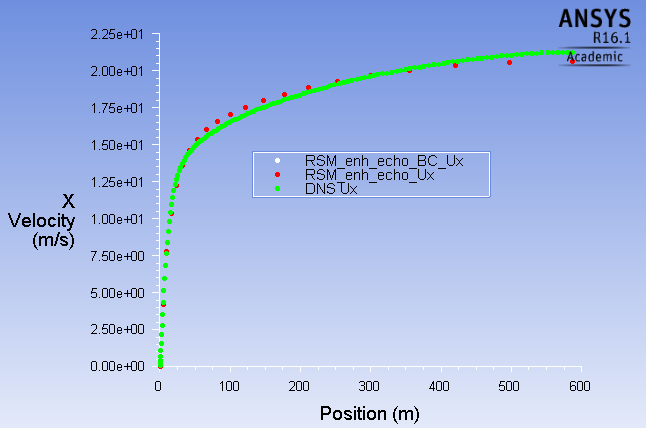 ANSYS
R16.1
Academic
2.25e+01
2.00e+01
1.75e+01
1.50e+01
1.25e+01
1.00e+01
7.50e+00
5.00e+00
2.50e+00
0.00e+00
X
Velocity
(m/s)
RSM_enh_echo_BC_Ux
RSM_enh_echo_Ux
DNS Ux
0 100 200 300 400 500 600
Position (m)